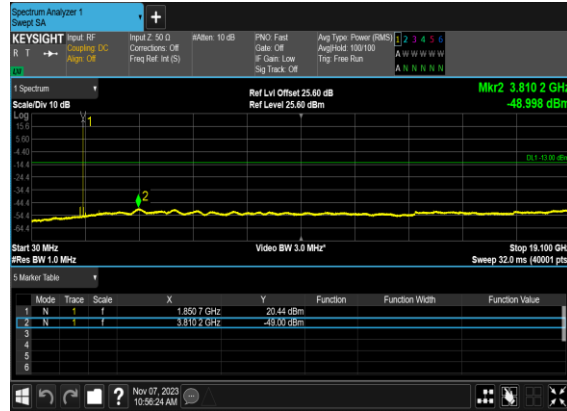 Spectrum Analyzer 1
Swept SA
+
KEYSIGHT Input: RF Input Z: 50 Ω #Atten: 10 dB PNO: Fast Avg Type: Power (RMS) 1 2 3 4 5 6
R T Coupling: DC Corrections: Off Gate: Off Avg|Hold: 100/100 A W W W W W
Align: Off Freq Ref: Int (S) IF Gain: Low Trig: Free Run
Sig Track: Off A N N N N N
1 Spectrum
Ref Lvl Offset 25.60 dB Mkr2 3.810 2 GHz
Scale/Div 10 dB Ref Level 25.60 dBm -48.998 dBm
Log
15.6
1
5.60
-4.40
DL1 -13.00 dBm
-14.4
-24.4
-34.4
-44.4
2
-54.4
-64.4
Start 30 MHz Video BW 3.0 MHz* Stop 19.100 GHz
#Res BW 1.0 MHz Sweep 32.0 ms (40001 pts)
5 Marker Table
Mode Trace Scale X Y Function Function Width Function Value
1 N 1 f 1.850 7 GHz 20.44 dBm
2 N 1 f 3.810 2 GHz -49.00 dBm
3
4
5
6
? Nov 07, 2023
10:56:24 AM